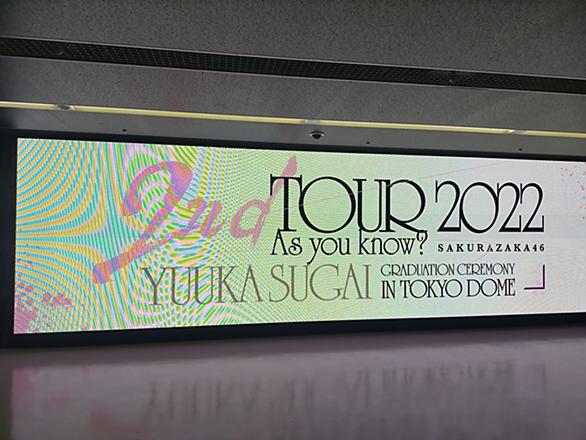 2nd TOUR 2022
As you know? SAKURAZAKA46
YUUKA SUGAI GRADUATION CEREMONY
IN TOKYO DOME